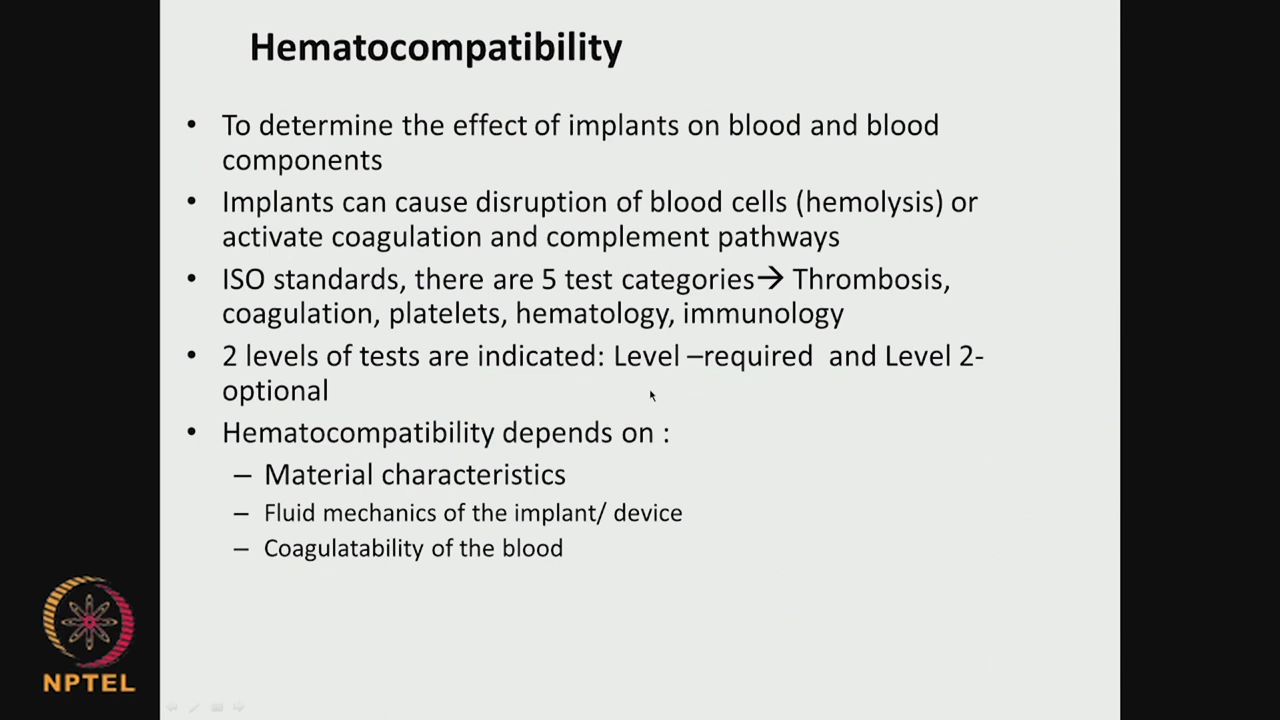 Hematocompatibility
• To determine the effect of implants on blood and blood
components
• Implants can cause disruption of blood cells (hemolysis) or
activate coagulation and complement pathways
• ISO standards, there are 5 test categories→ Thrombosis,
coagulation, platelets, hematology, immunology
• 2 levels of tests are indicated: Level –required  and Level 2-
optional
• Hematocompatibility depends on :
– Material characteristics
– Fluid mechanics of the implant/ device
– Coagulatability of the blood
NPTEL